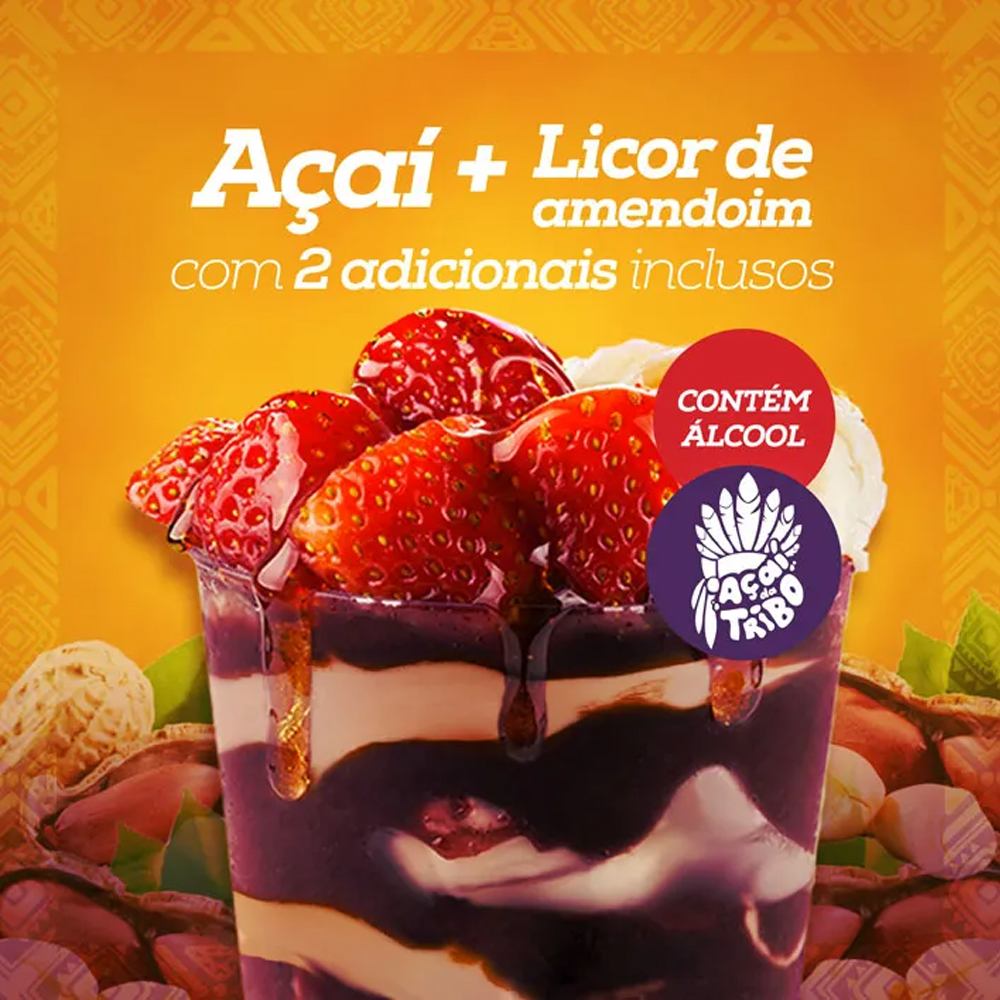 Açaí + Licor de
amendoim
com 2 adicionais inclusos
CONTÉM
ÁLCOOL
Açaí
da
TRIBO